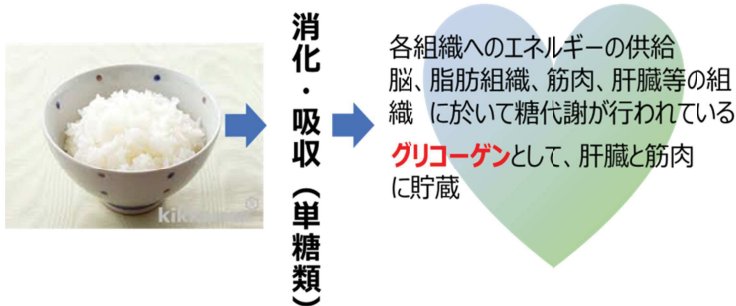 消化・吸収（単糖類）
各組織へのエネルギーの供給
脳、脂肪組織、筋肉、肝臓等の組
織　に於いて糖代謝が行われている
グリコーゲンとして、肝臓と筋肉
に貯蔵